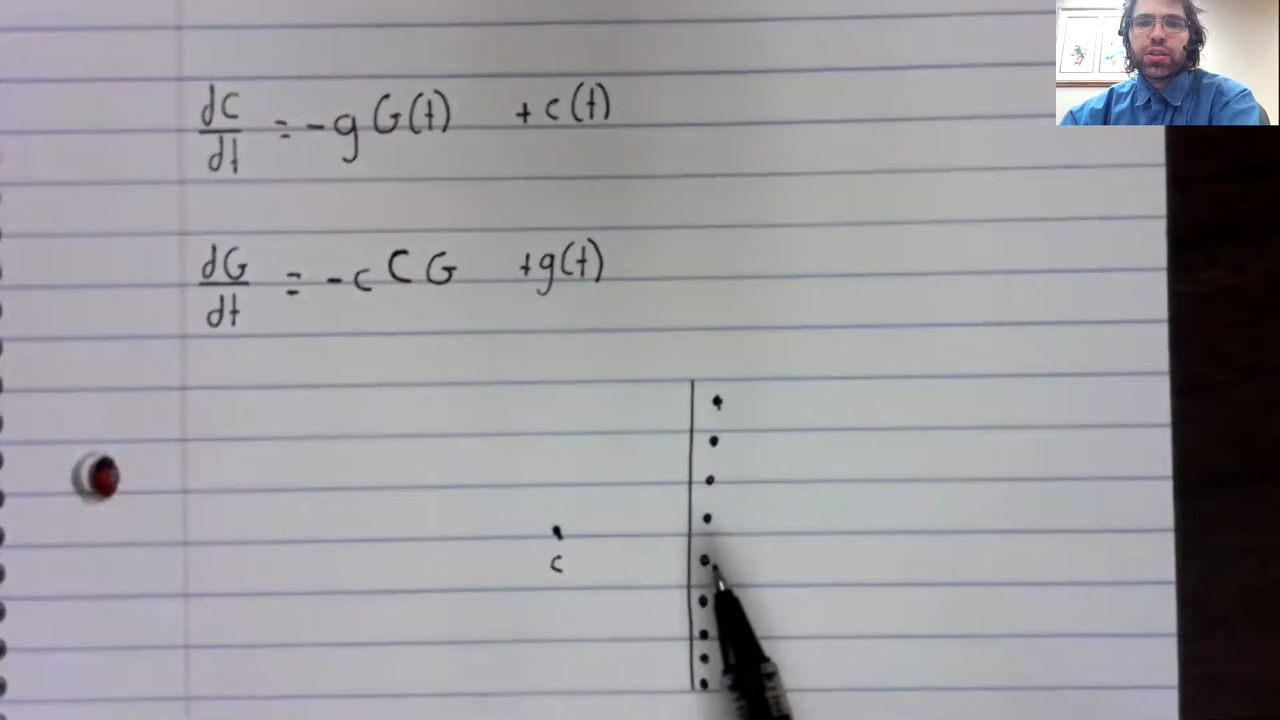 dC/dt = -g G(t) + c(t)
dG/dt = -c C G + g(t)
c